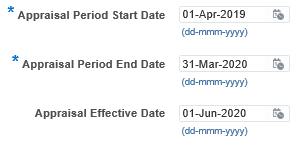 * Appraisal Period Start Date 01-Apr-2019
(dd-mmm-yyyy)
* Appraisal Period End Date 31-Mar-2020
(dd-mmm-yyyy)
Appraisal Effective Date 01-Jun-2020
(dd-mmm-yyyy)